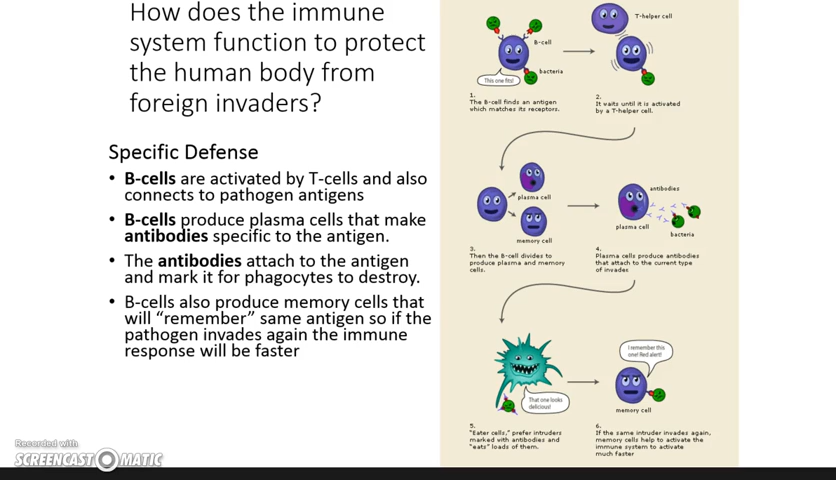 How does the immune
system function to protect
the human body from
foreign invaders?
Specific Defense
• B-cells are activated by T-cells and also
connects to pathogen antigens
• B-cells produce plasma cells that make
antibodies specific to the antigen.
• The antibodies attach to the antigen
and mark it for phagocytes to destroy.
• B-cells also produce memory cells that
will “remember” same antigen so if the
pathogen invades again the immune
response will be faster
B-cell
bacteria
This one fits!
1.
The B-cell finds an antigen
which matches its receptors.
T-helper cell
2.
It waits until it is activated
by a T-helper cell.
plasma cell
memory cell
3.
Then the B-cell divides to
produce plasma and memory
cells.
antibodies
plasma cell
bacteria
4.
Plasma cells produce antibodies
that attach to the current type
of invades
That one looks
delicious!
5.
"Eater cells," prefer intruders
marked with antibodies and
"eats" loads of them.
I remember this
one! Red alert!
memory cell
6.
If the same intruder invades again,
memory cells help to activate the
immune system to activate
much faster
Recorded with
SCREENCAST MATIC